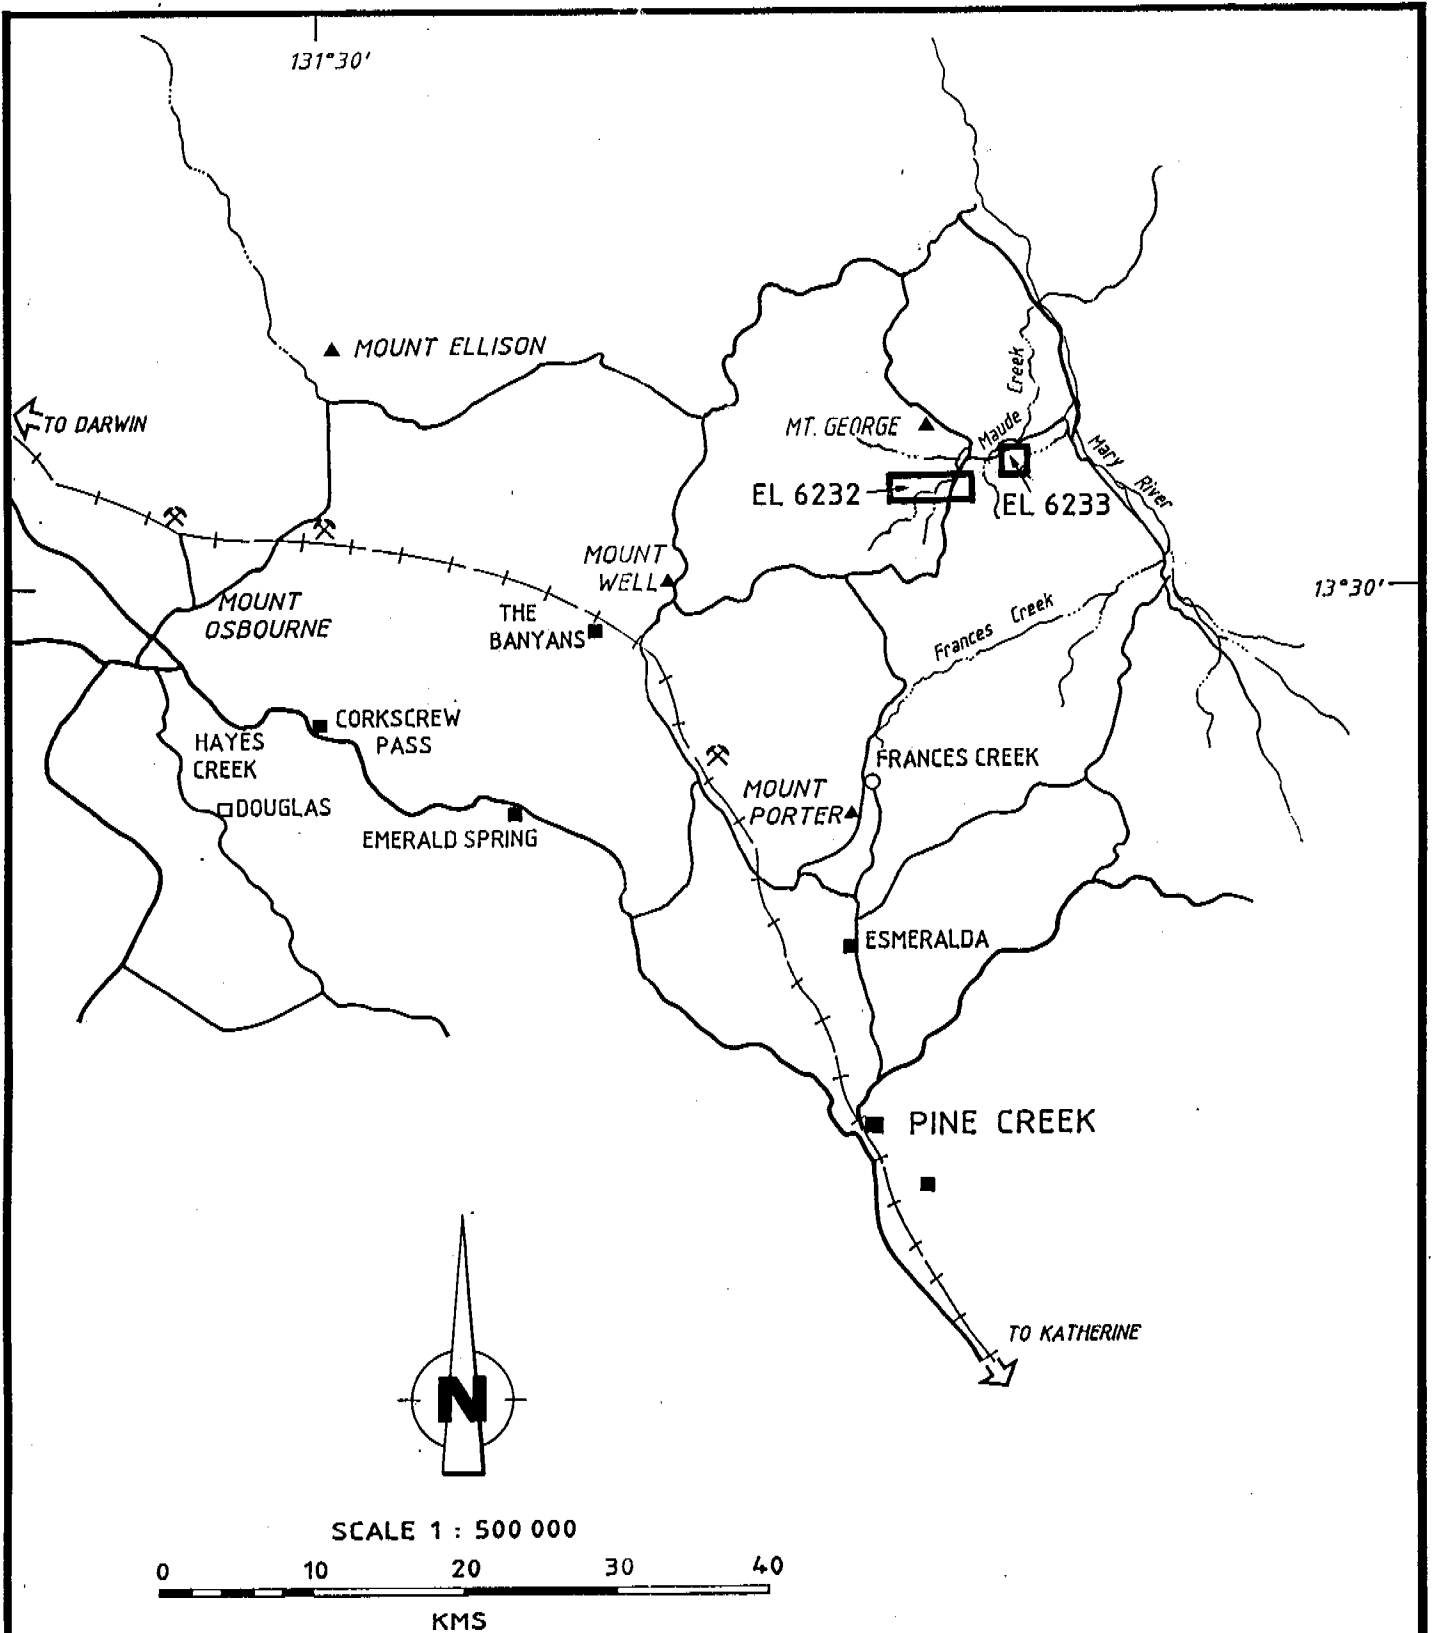 131°30'
MOUNT ELLISON
TO DARWIN
MT. GEORGE
Maude Creek
Mary River
EL 6232
EL 6233
MOUNT
WELL
13°30'
MOUNT
OSBOURNE
THE
BANYANS
Frances Creek
CORKSCREW
PASS
HAYES
CREEK
FRANCES CREEK
MOUNT
PORTER
DOUGLAS
EMERALD SPRING
ESMERALDA
PINE CREEK
TO KATHERINE
N
SCALE 1 : 500 000
0 10 20 30 40
KMS